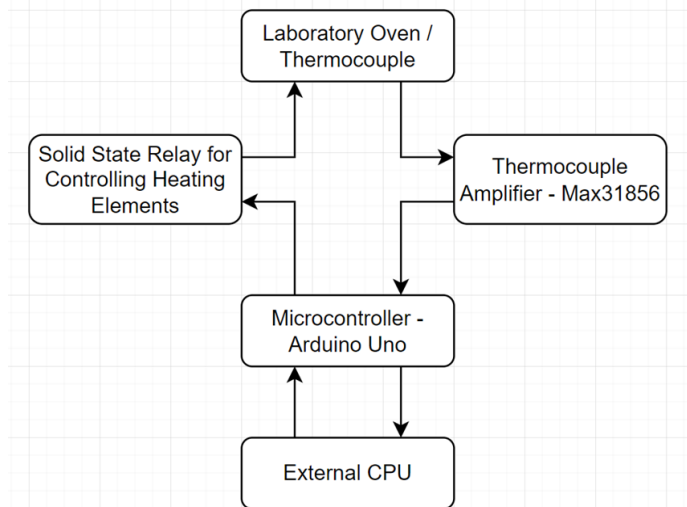 Laboratory Oven /
Thermocouple
Solid State Relay for
Controlling Heating
Elements
Thermocouple
Amplifier - Max31856
Microcontroller -
Arduino Uno
External CPU